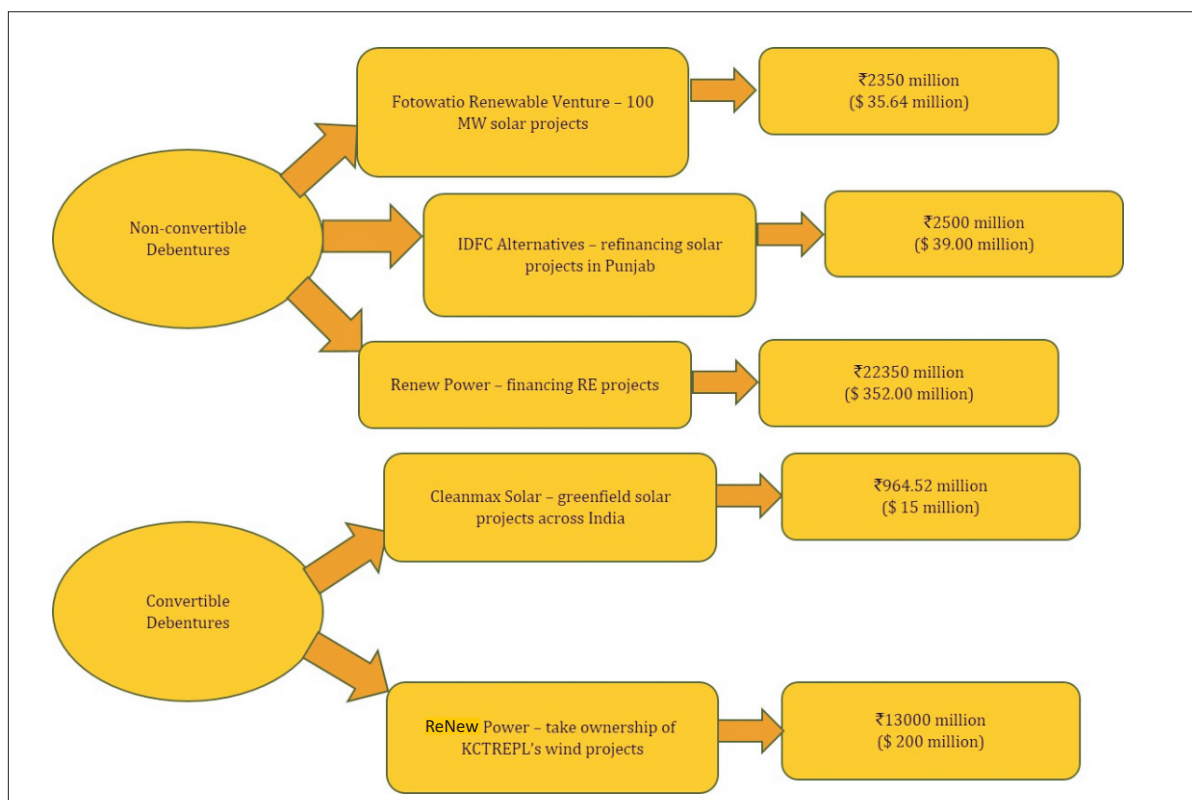 Fotowatio Renewable Venture – 100
MW solar projects
₹2350 million
($ 35.64 million)
Non-convertible
Debentures
IDFC Alternatives – refinancing solar
projects in Punjab
₹2500 million
($ 39.00 million)
Renew Power – financing RE projects
₹22350 million
($ 352.00 million)
Cleanmax Solar – greenfield solar
projects across India
₹964.52 million
($ 15 million)
Convertible
Debentures
ReNew Power – take ownership of
KCTREPL's wind projects
₹13000 million
($ 200 million)